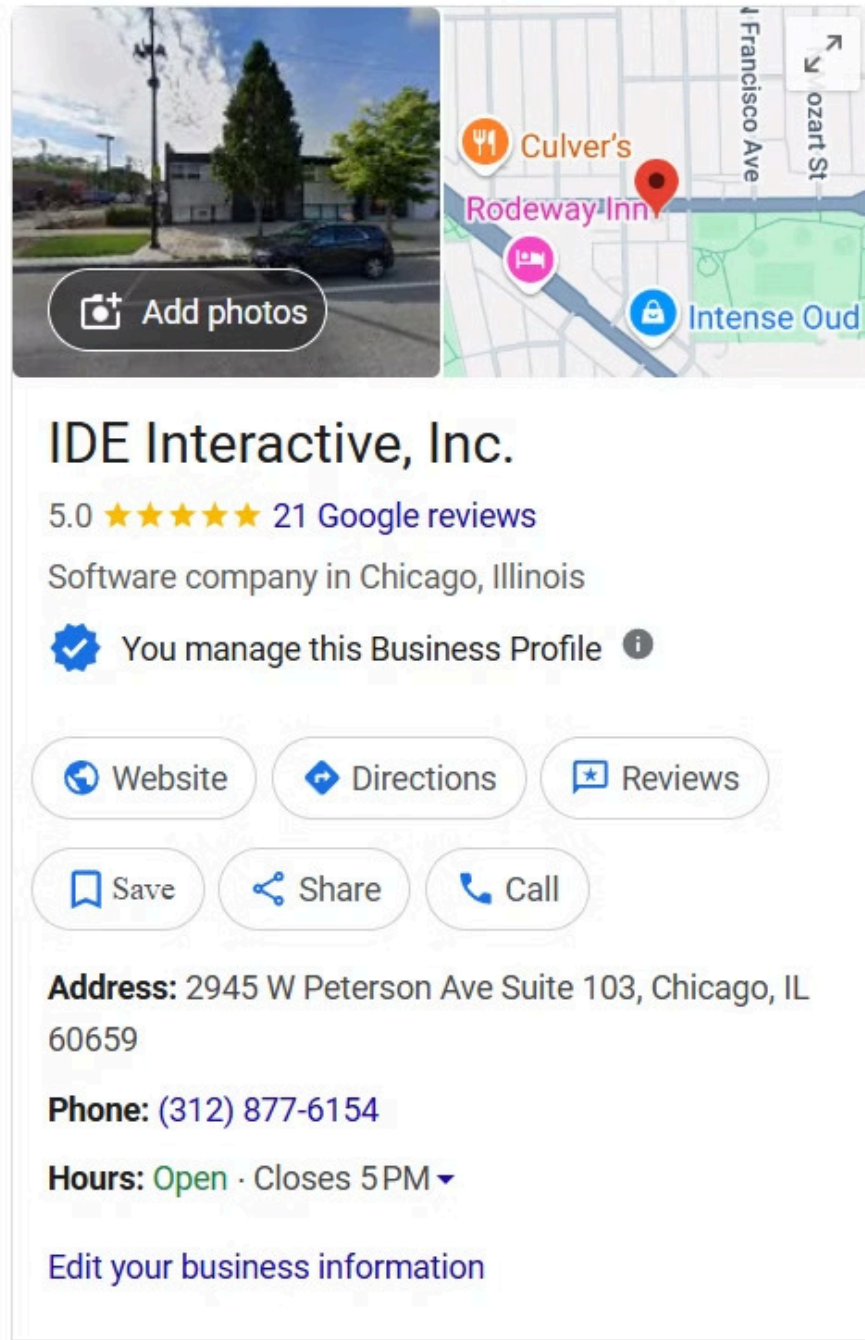 N Francisco Ave
ozart St
Culver's
Rodeway Inn
Intense Oud
Add photos
IDE Interactive, Inc.
5.0 21 Google reviews
Software company in Chicago, Illinois
You manage this Business Profile
Website Directions Reviews
Save Share Call
Address: 2945 W Peterson Ave Suite 103, Chicago, IL
60659
Phone: (312) 877-6154
Hours: Open · Closes 5 PM
Edit your business information